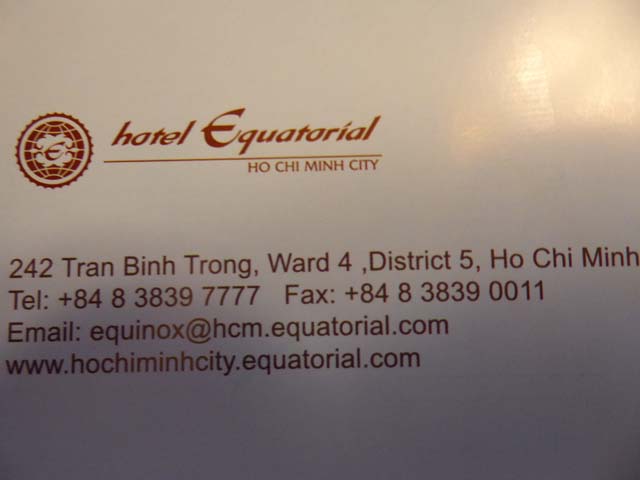 hotel Equatorial
HO CHI MINH CITY
242 Tran Binh Trong, Ward 4 ,District 5, Ho Chi Minh
Tel: +84 8 3839 7777 Fax: +84 8 3839 0011
Email: equinox@hcm.equatorial.com
www.hochiminhcity.equatorial.com